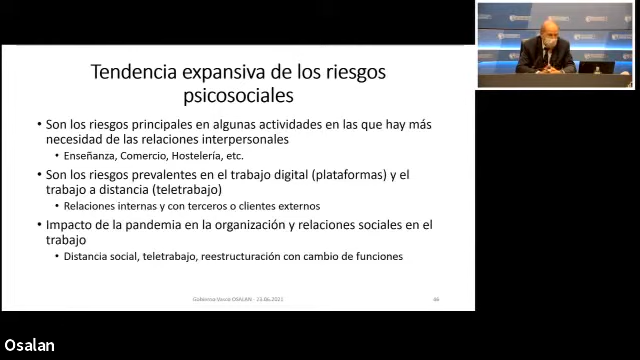 Tendencia expansiva de los riesgos
psicosociales
• Son los riesgos principales en algunas actividades en las que hay más
necesidad de las relaciones interpersonales
• Enseñanza, Comercio, Hostelería, etc.
• Son los riesgos prevalentes en el trabajo digital (plataformas) y el
trabajo a distancia (teletrabajo)
• Relaciones internas y con terceros o clientes externos
• Impacto de la pandemia en la organización y relaciones sociales en el
trabajo
• Distancia social, teletrabajo, reestructuración con cambio de funciones
Gobierno Vasco OSALAN - 23.06.2021
Osalan